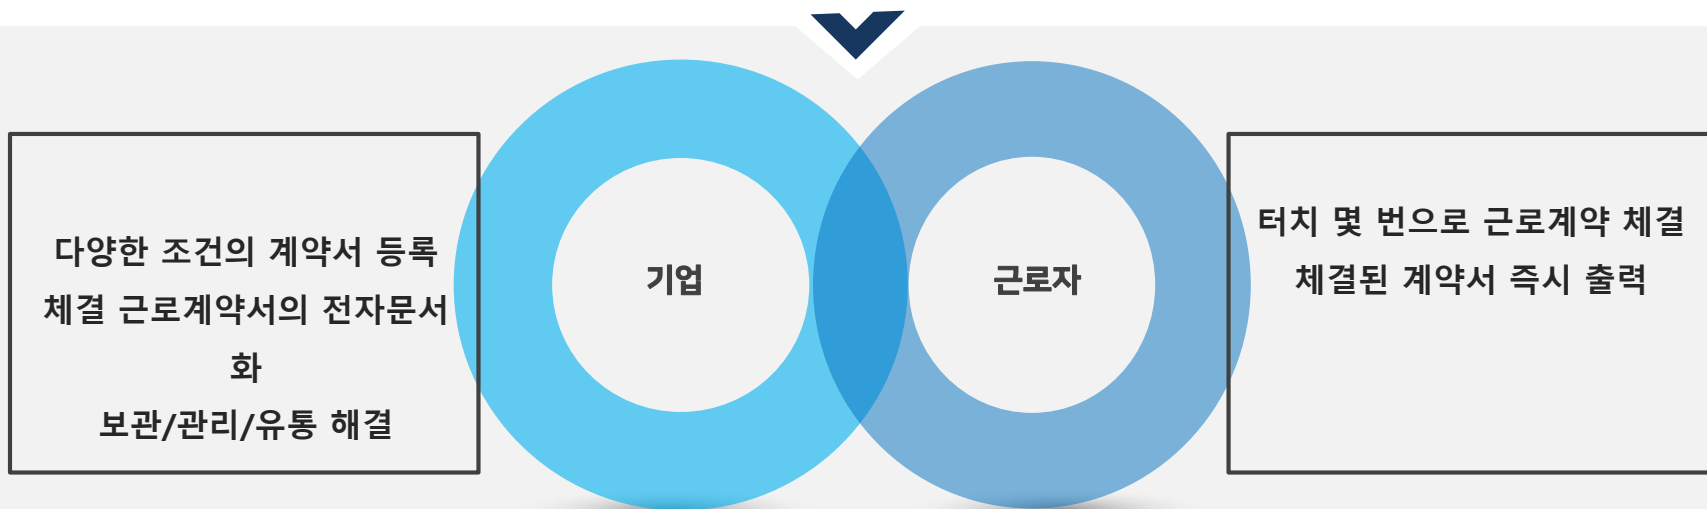 다양한 조건의 계약서 등록
체결 근로계약서의 전자문서
화
보관/관리/유통 해결
기업
근로자
터치 몇 번으로 근로계약 체결
체결된 계약서 즉시 출력